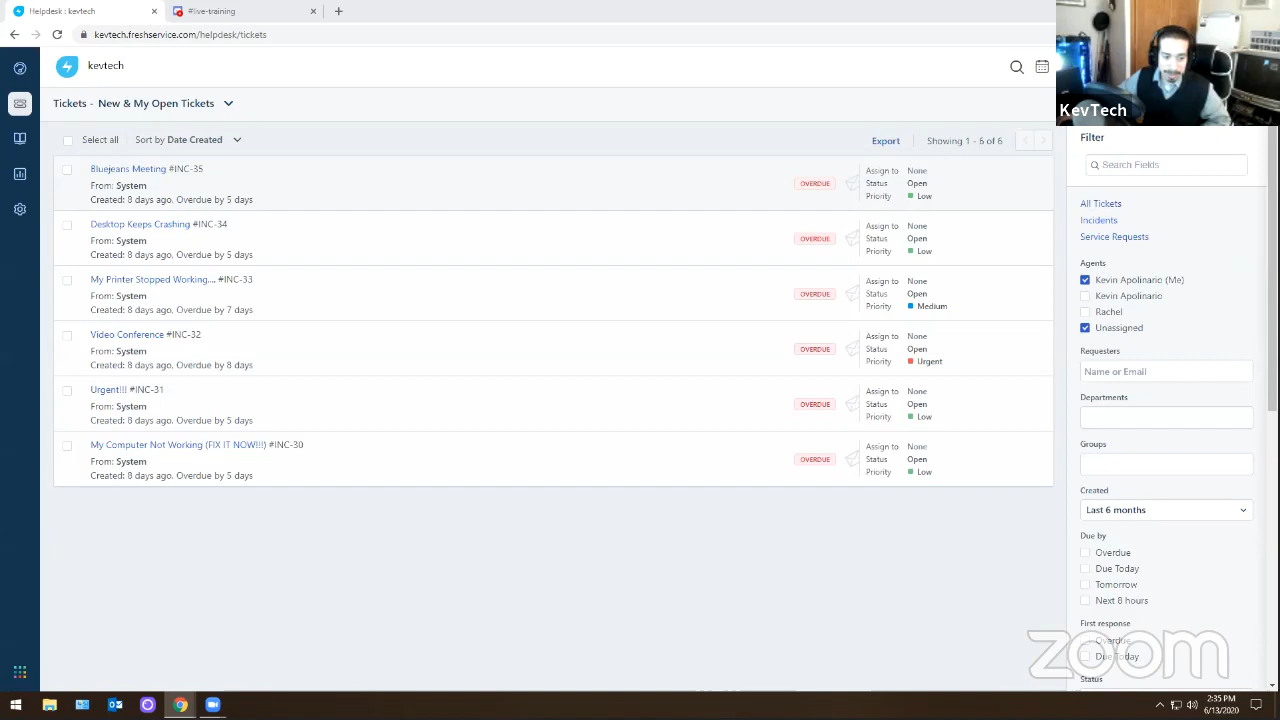 Helpdesk : kevtech
#live-training
kevtech.freshservice.com/helpdesk/tickets
kevtech
KevTech
Tickets - New & My Open Tickets
Select all
Sort by Date Created
Export
Showing 1 - 6 of 6
Bluejeans Meeting #INC-35
From: System
Created: 8 days ago, Overdue by 5 days
OVERDUE
Assign to None
Status Open
Priority Low
Desktop Keeps Crashing #INC-34
From: System
Created: 8 days ago, Overdue by 5 days
OVERDUE
Assign to None
Status Open
Priority Low
My Printer Stopped Working.... #INC-33
From: System
Created: 8 days ago, Overdue by 7 days
OVERDUE
Assign to None
Status Open
Priority Medium
Video Conference #INC-32
From: System
Created: 8 days ago, Overdue by 8 days
OVERDUE
Assign to None
Status Open
Priority Urgent
Urgent!!! #INC-31
From: System
Created: 8 days ago, Overdue by 5 days
OVERDUE
Assign to None
Status Open
Priority Low
My Computer Not Working (FIX IT NOW!!!) #INC-30
From: System
Created: 8 days ago, Overdue by 5 days
OVERDUE
Assign to None
Status Open
Priority Low
Filter
Search Fields
All Tickets
Incidents
Service Requests
Agents
Kevin Apolinario (Me)
Kevin Apolinario
Rachel
Unassigned
Requesters
Name or Email
Departments
Groups
Created
Last 6 months
Due by
Overdue
Due Today
Tomorrow
Next 8 hours
First response
Overdue
Due Today
Status
zoom
2:35 PM
6/13/2020